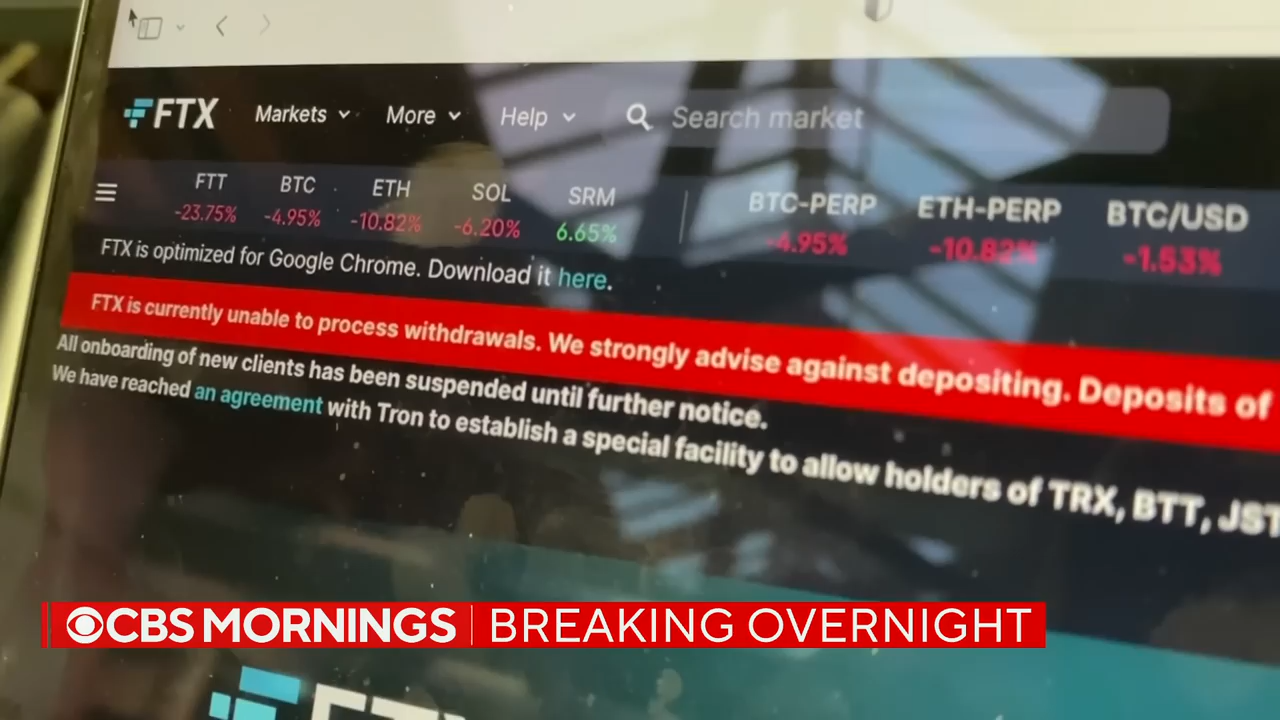 FTX Markets More Help Search market
FTT BTC ETH SOL SRM BTC-PERP ETH-PERP BTC/USD
-23.75% -4.95% -10.82% -6.20% 6.65% -4.95% -10.82% -1.53%
FTX is optimized for Google Chrome. Download it here.
FTX is currently unable to process withdrawals. We strongly advise against depositing. Deposits of
All onboarding of new clients has been suspended until further notice.
We have reached an agreement with Tron to establish a special facility to allow holders of TRX, BTT, JST
CBS MORNINGS BREAKING OVERNIGHT